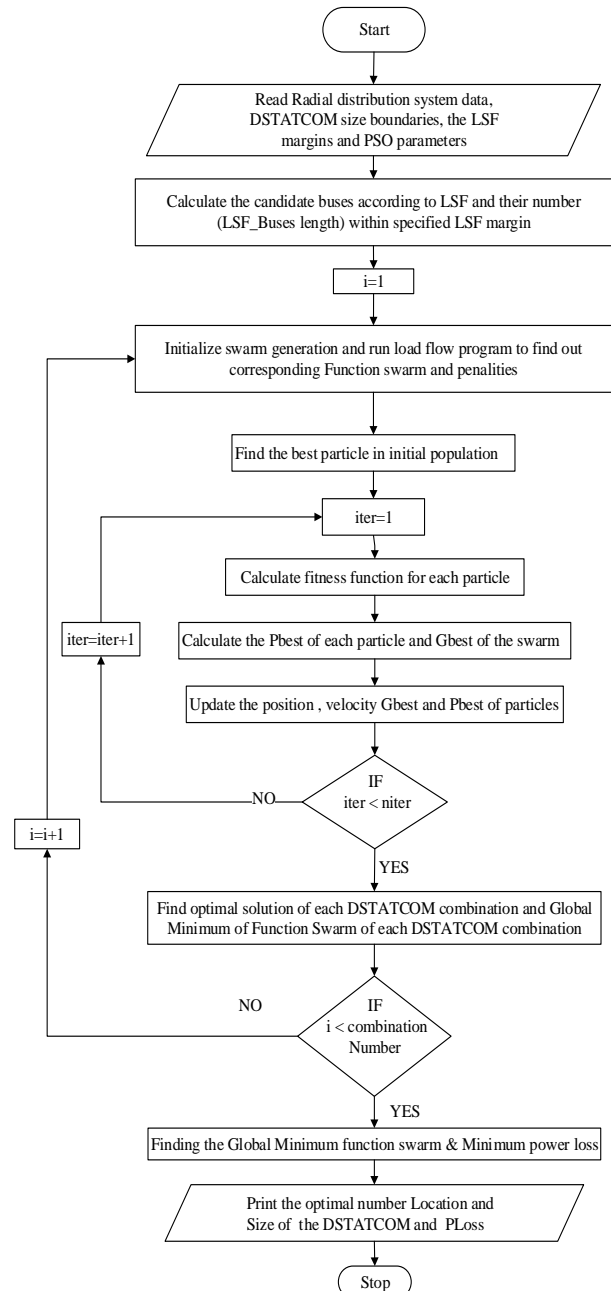 Start
Read Radial distribution system data,
DSTATCOM size boundaries, the LSF
margins and PSO parameters
Calculate the candidate buses according to LSF and their number
(LSF_Buses length) within specified LSF margin
i=1
Initialize swarm generation and run load flow program to find out
corresponding Function swarm and penalities
Find the best particle in initial population
iter=1
Calculate fitness function for each particle
iter=iter+1
Calculate the Pbest of each particle and Gbest of the swarm
Update the position , velocity Gbest and Pbest of particles
IF
iter < niter
NO
i=i+1
YES
Find optimal solution of each DSTATCOM combination and Global
Minimum of Function Swarm of each DSTATCOM combination
NO
IF
i < combination
Number
YES
Finding the Global Minimum function swarm & Minimum power loss
Print the optimal number Location and
Size of the DSTATCOM and PLoss
Stop